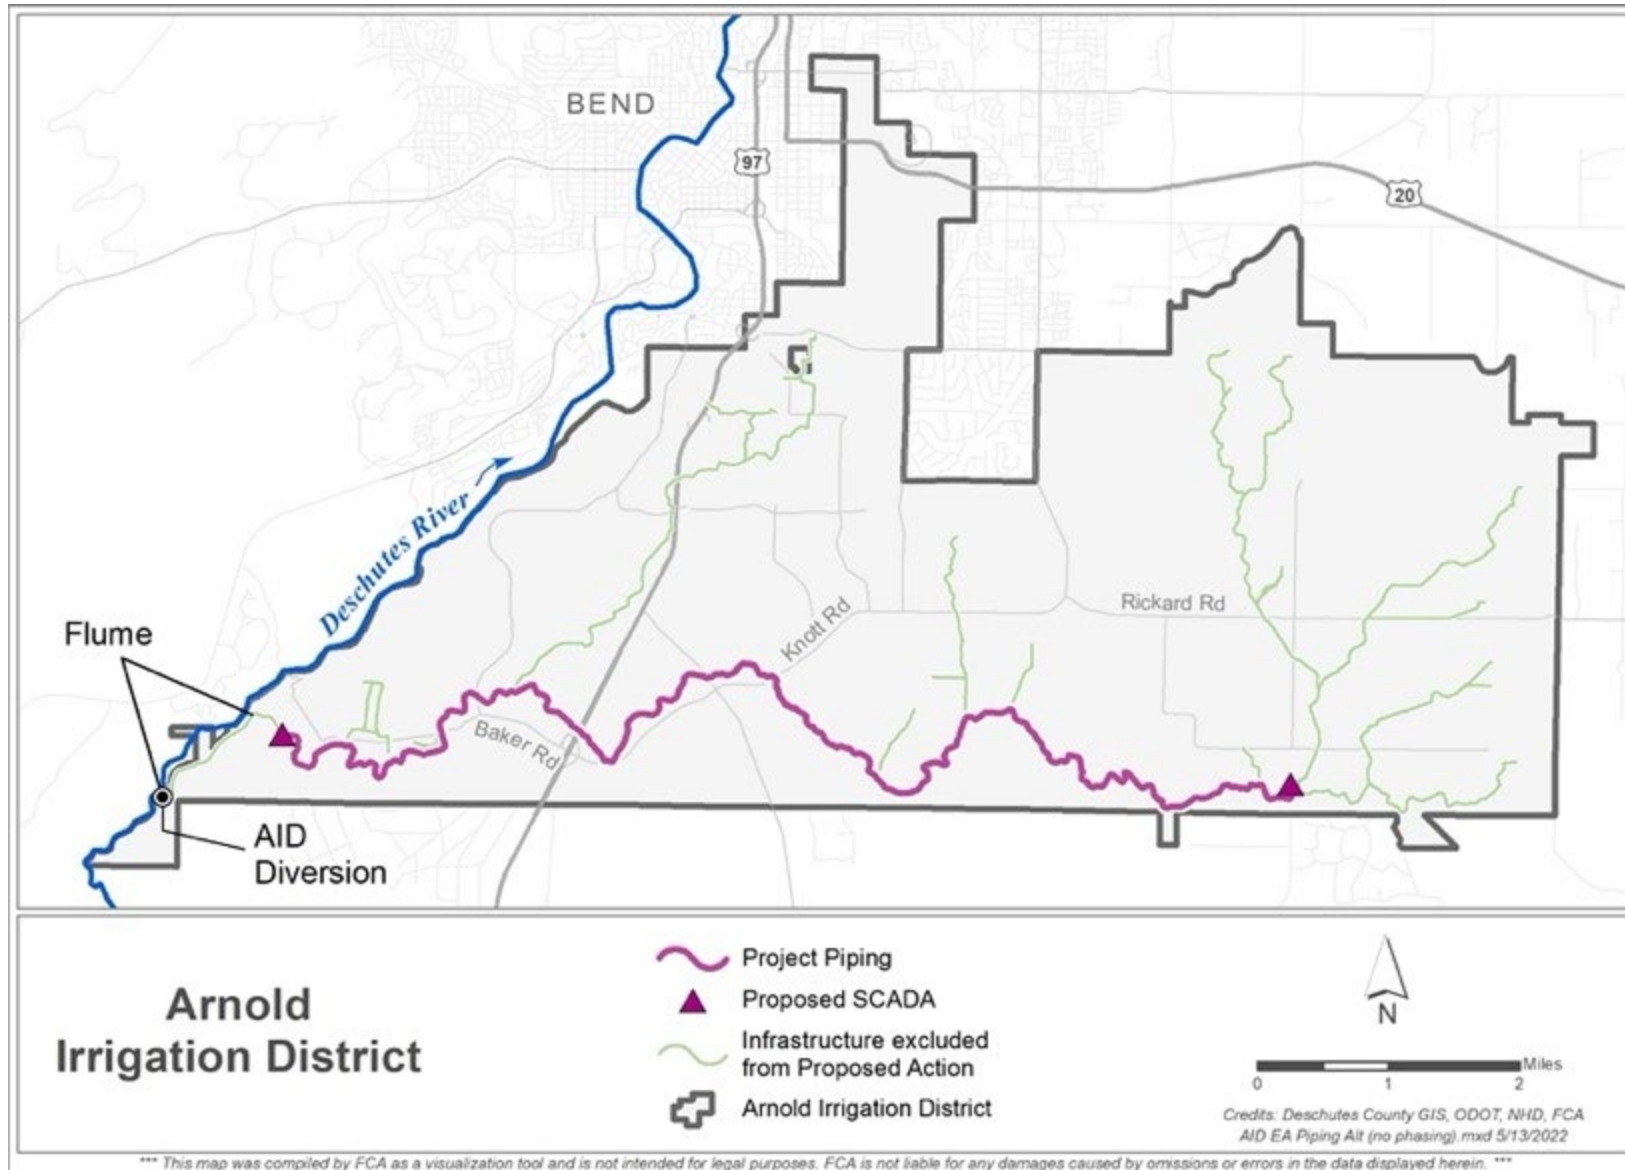 BEND
97
20
Deschutes River
Rickard Rd
Knott Rd
Flume
Baker Rd
AID
Diversion
Arnold
Irrigation District
Project Piping
Proposed SCADA
Infrastructure excluded
from Proposed Action
Arnold Irrigation District
N
Miles
0 1 2
Credits: Deschutes County GIS, ODOT, NHD, FCA
AID EA Piping Alt (no phasing).mxd 5/13/2022
*** This map was compiled by FCA as a visualization tool and is not intended for legal purposes. FCA is not liable for any damages caused by omissions or errors in the data displayed herein. ***